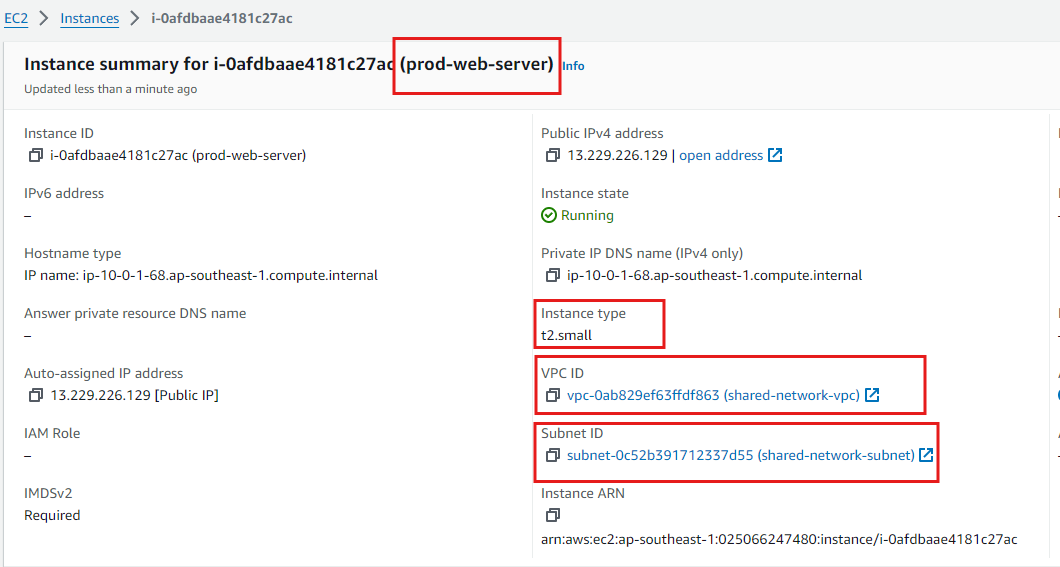 EC2 > Instances > i-0afdbaae4181c27ac
Instance summary for i-0afdbaae4181c27ac (prod-web-server) Info
Updated less than a minute ago
Instance ID
i-0afdbaae4181c27ac (prod-web-server)
IPv6 address
–
Hostname type
IP name: ip-10-0-1-68.ap-southeast-1.compute.internal
Answer private resource DNS name
–
Auto-assigned IP address
13.229.226.129 [Public IP]
IAM Role
–
IMDSv2
Required
Public IPv4 address
13.229.226.129 | open address
Instance state
Running
Private IP DNS name (IPv4 only)
ip-10-0-1-68.ap-southeast-1.compute.internal
Instance type
t2.small
VPC ID
vpc-0ab829ef63ffdf863 (shared-network-vpc)
Subnet ID
subnet-0c52b391712337d55 (shared-network-subnet)
Instance ARN
arn:aws:ec2:ap-southeast-1:025066247480:instance/i-0afdbaae4181c27ac